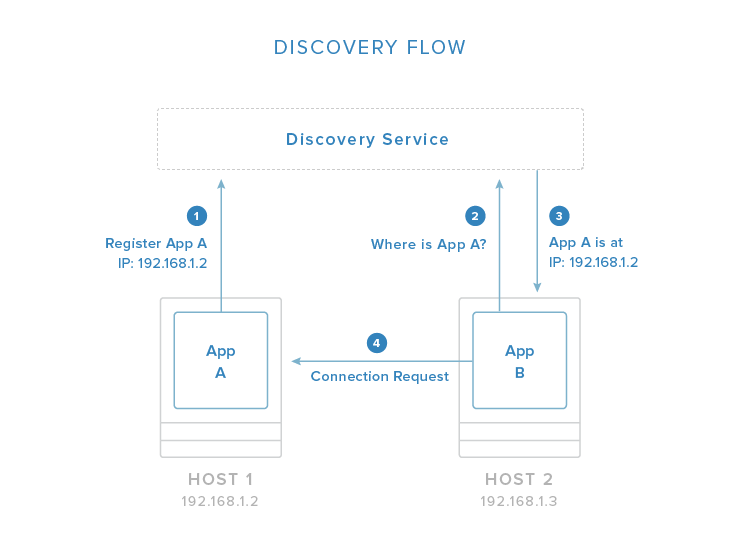 DISCOVERY FLOW
Discovery Service
1
Register App A
IP: 192.168.1.2
2
Where is App A?
3
App A is at
IP: 192.168.1.2
4
Connection Request
App
A
App
B
HOST 1
192.168.1.2
HOST 2
192.168.1.3